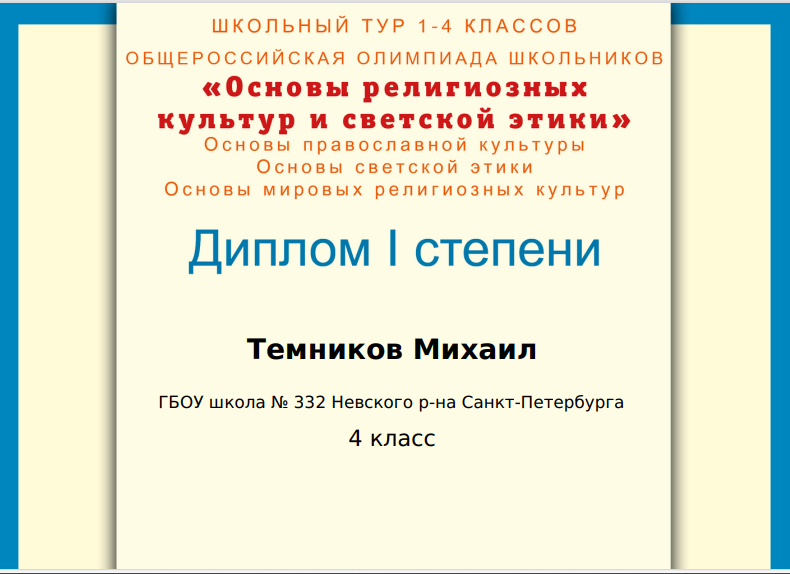 ШКОЛЬНЫЙ ТУР 1-4 КЛАССОВ
ОБЩЕРОССИЙСКАЯ ОЛИМПИАДА ШКОЛЬНИКОВ
«Основы религиозных
культур и светской этики»
Основы православной культуры
Основы светской этики
Основы мировых религиозных культур
Диплом I степени
Темников Михаил
ГБОУ школа № 332 Невского р-на Санкт-Петербурга
4 класс